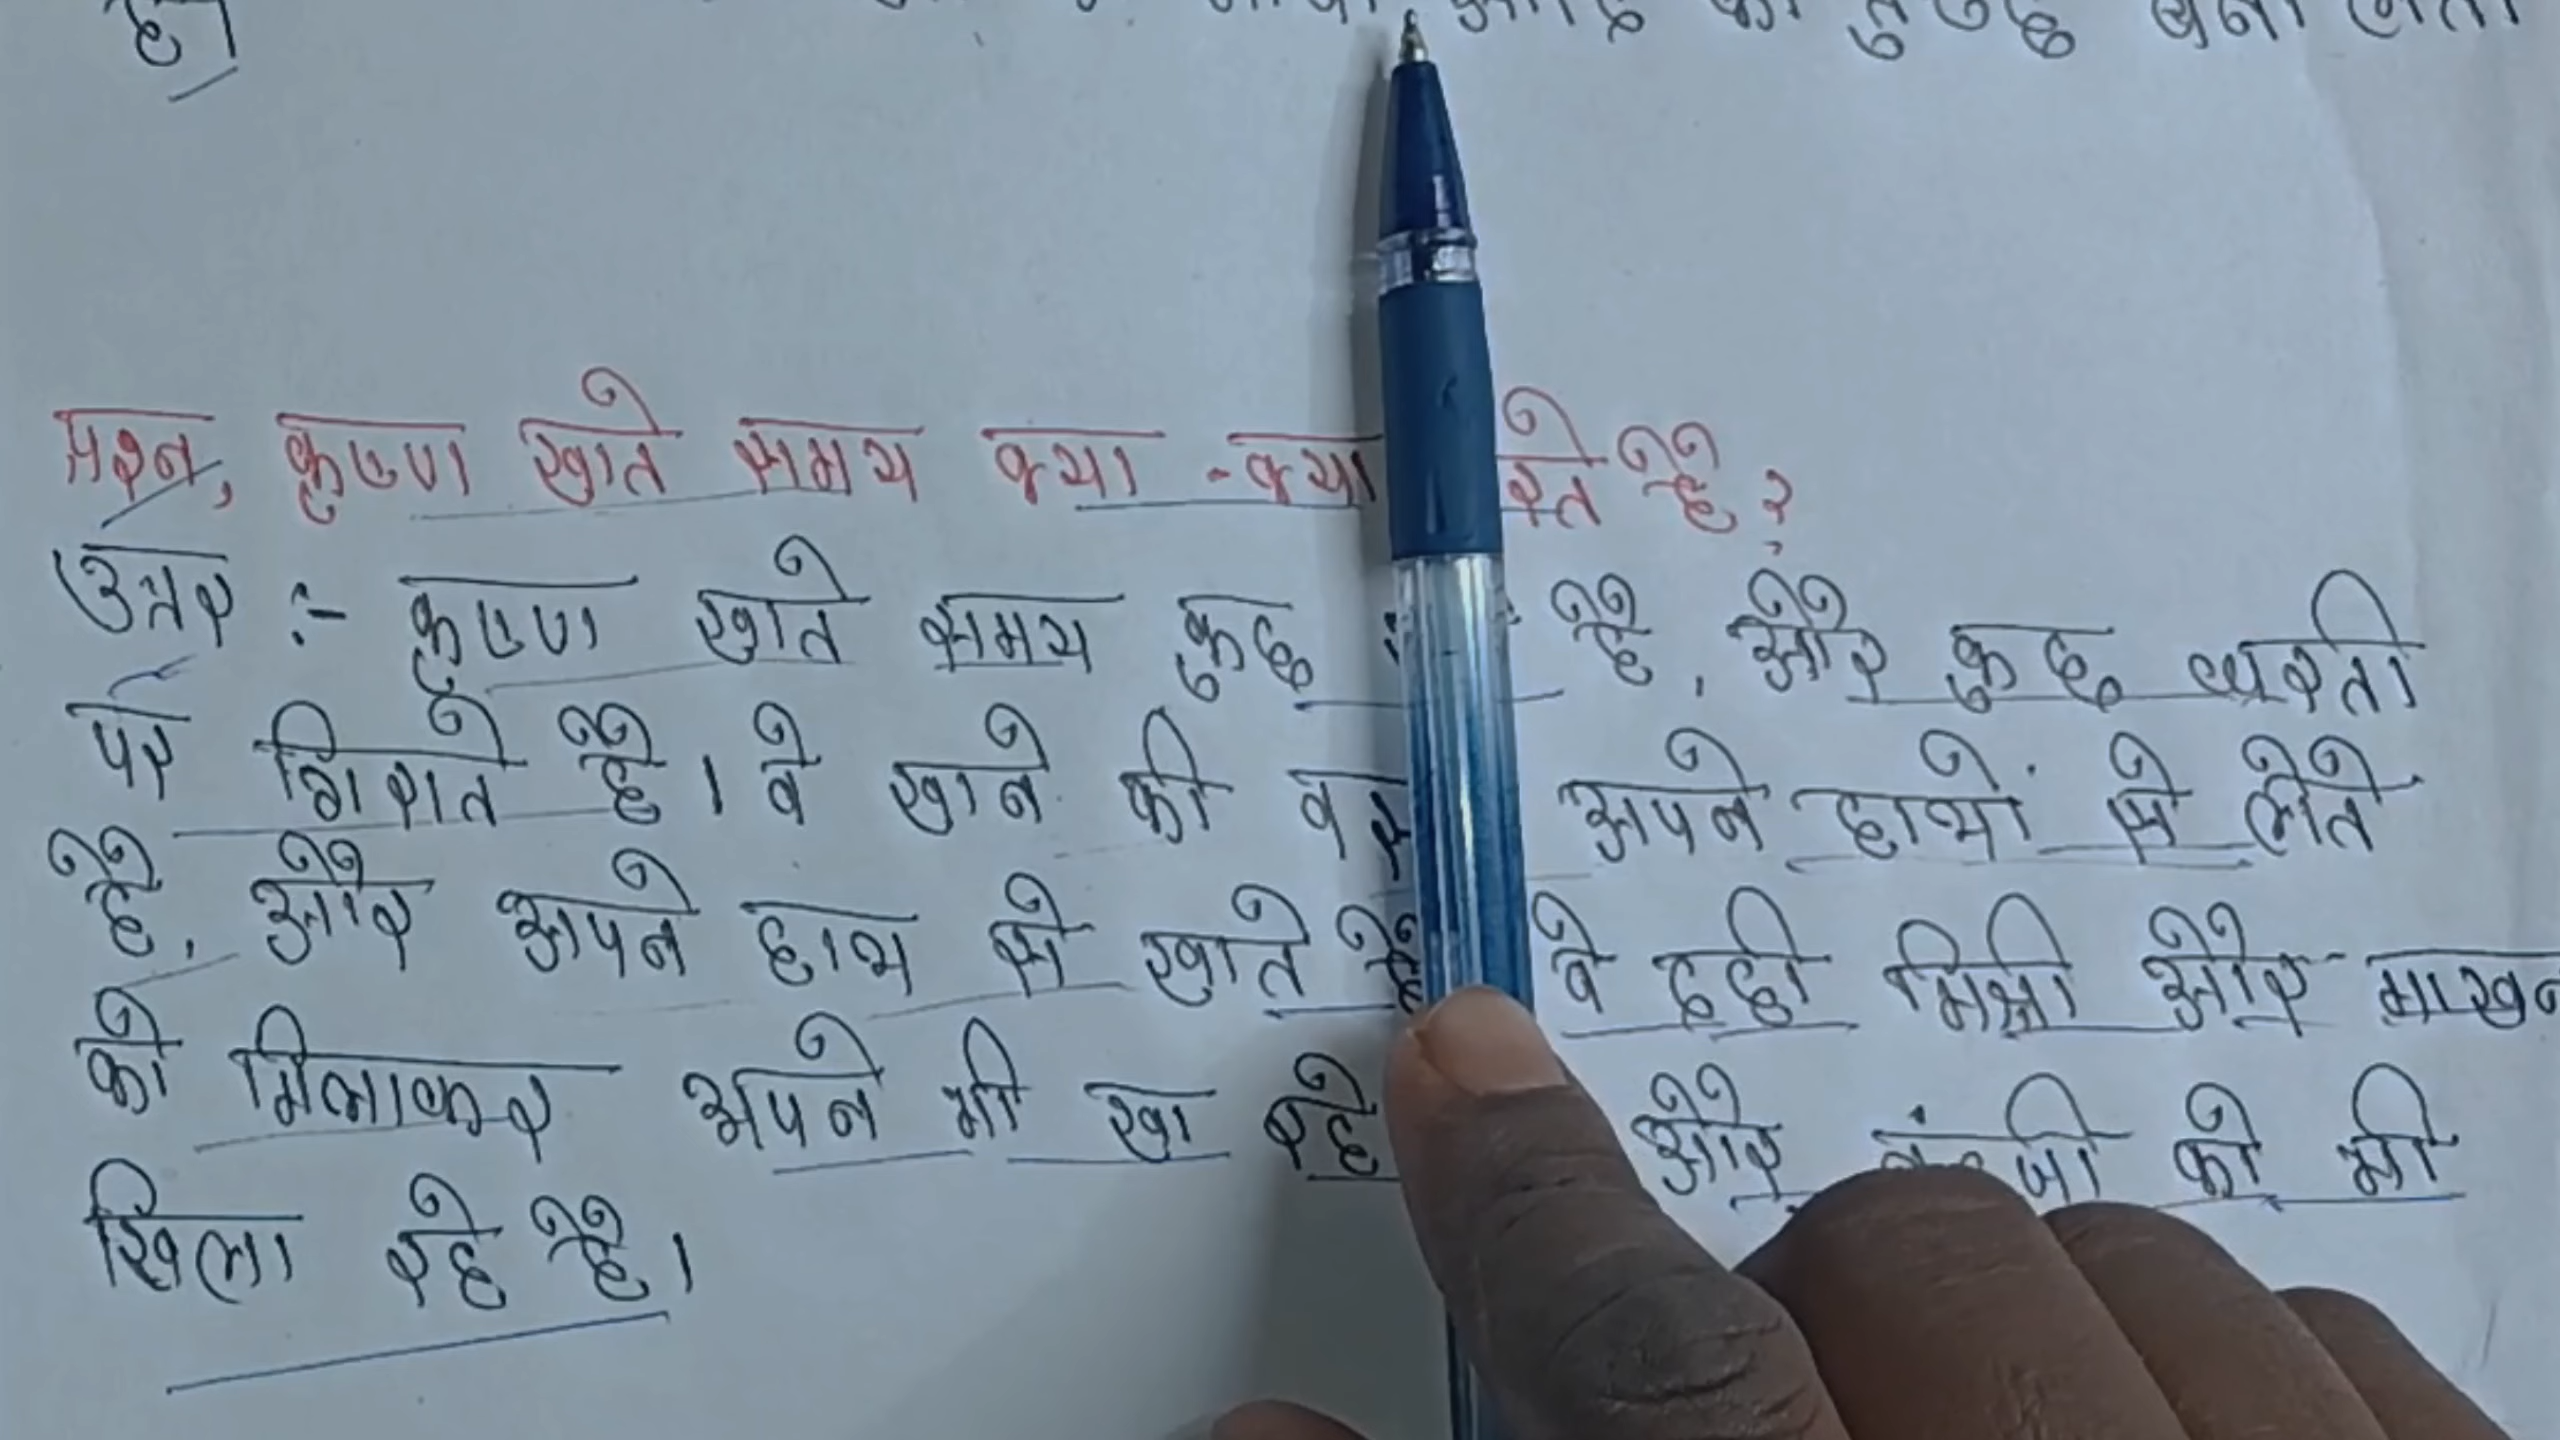 है।
प्रश्न, कृष्ण खाते समय क्या-क्या है?
उत्तर :- कृष्ण खाते समय कुछ है, और कुछ धरती
पर गिराते है। वे खाने की अपने हाथों से लेते
है, और अपने हाथ से खाते वे दही मिश्री और माखन
को मिलाकर अपने भी खा रहे और को भी
खिला रहे है।